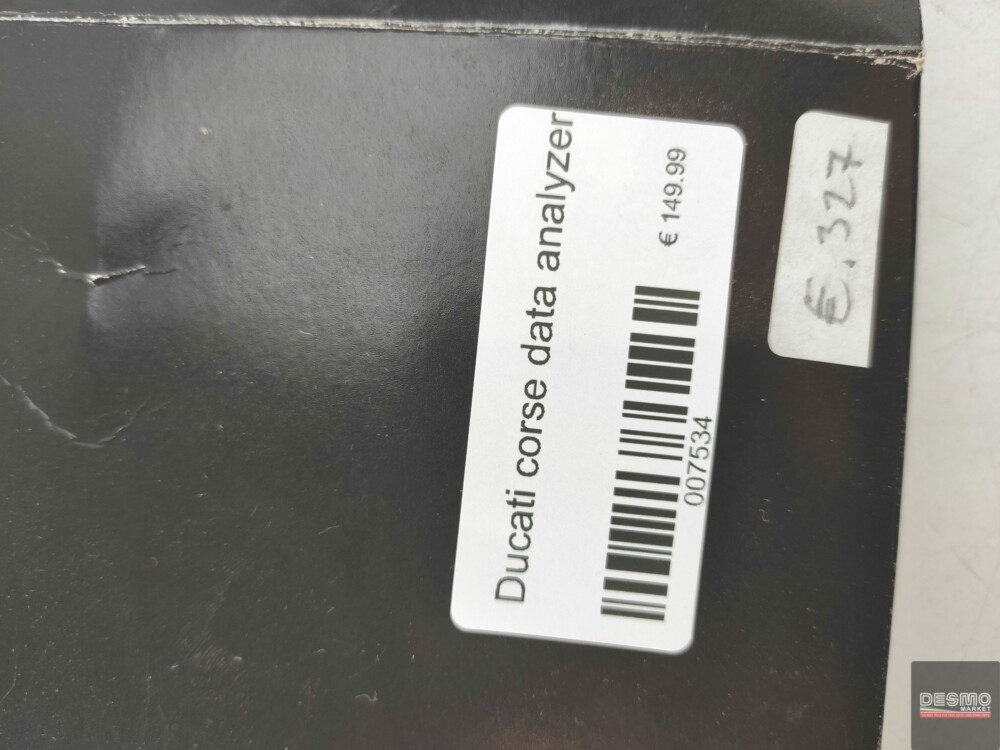 Ducati corse data analyzer
€ 149.99
007534
€.327
DESMO
MARKET